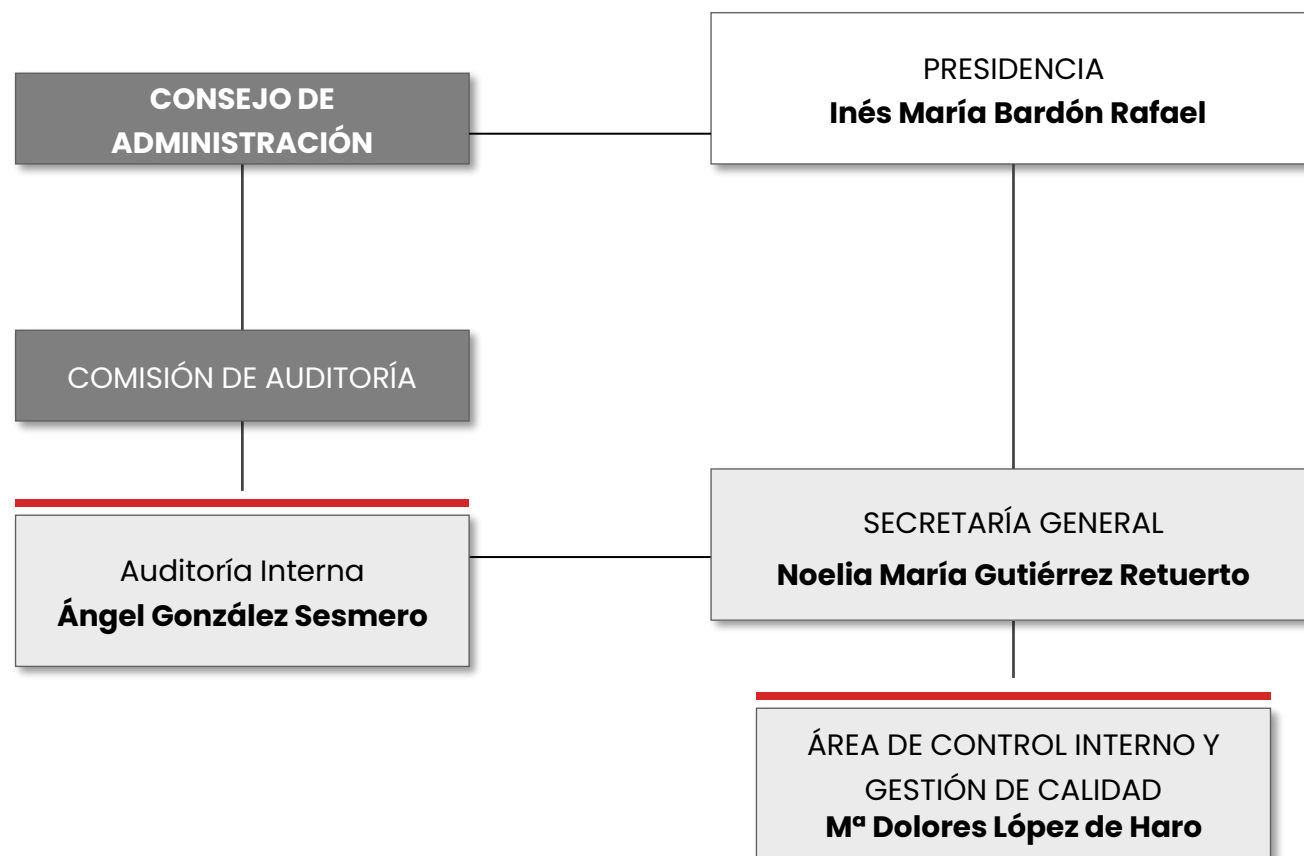 CONSEJO DE
ADMINISTRACIÓN
PRESIDENCIA
Inés María Bardón Rafael
COMISIÓN DE AUDITORÍA
Auditoría Interna
Ángel González Sesmero
SECRETARÍA GENERAL
Noelia María Gutiérrez Retuerto
ÁREA DE CONTROL INTERNO Y
GESTIÓN DE CALIDAD
Mª Dolores López de Haro